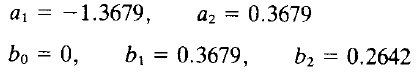 a₁ = −1.3679, a₂ = 0.3679
b₀ = 0, b₁ = 0.3679, b₂ = 0.2642